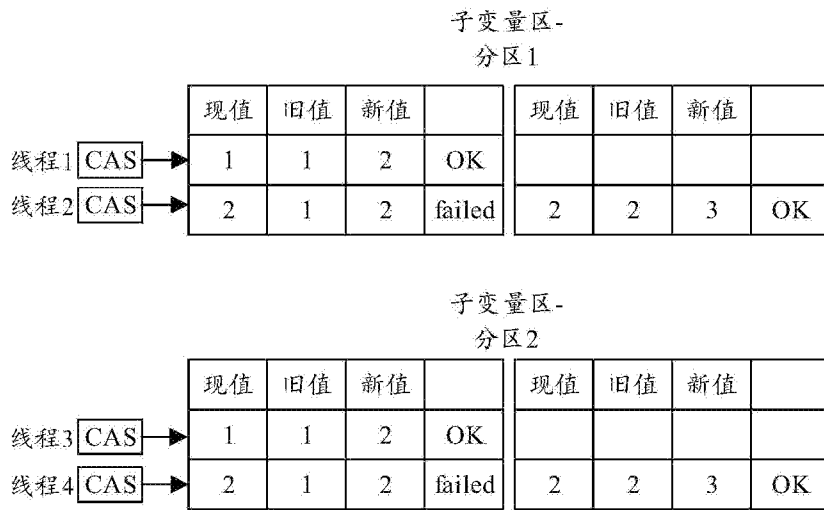 子变量区-
分区1
现值 旧值 新值 现值 旧值 新值
线程1 CAS 1 1 2 OK
线程2 CAS 2 1 2 failed 2 2 3 OK
子变量区-
分区2
现值 旧值 新值 现值 旧值 新值
线程3 CAS 1 1 2 OK
线程4 CAS 2 1 2 failed 2 2 3 OK